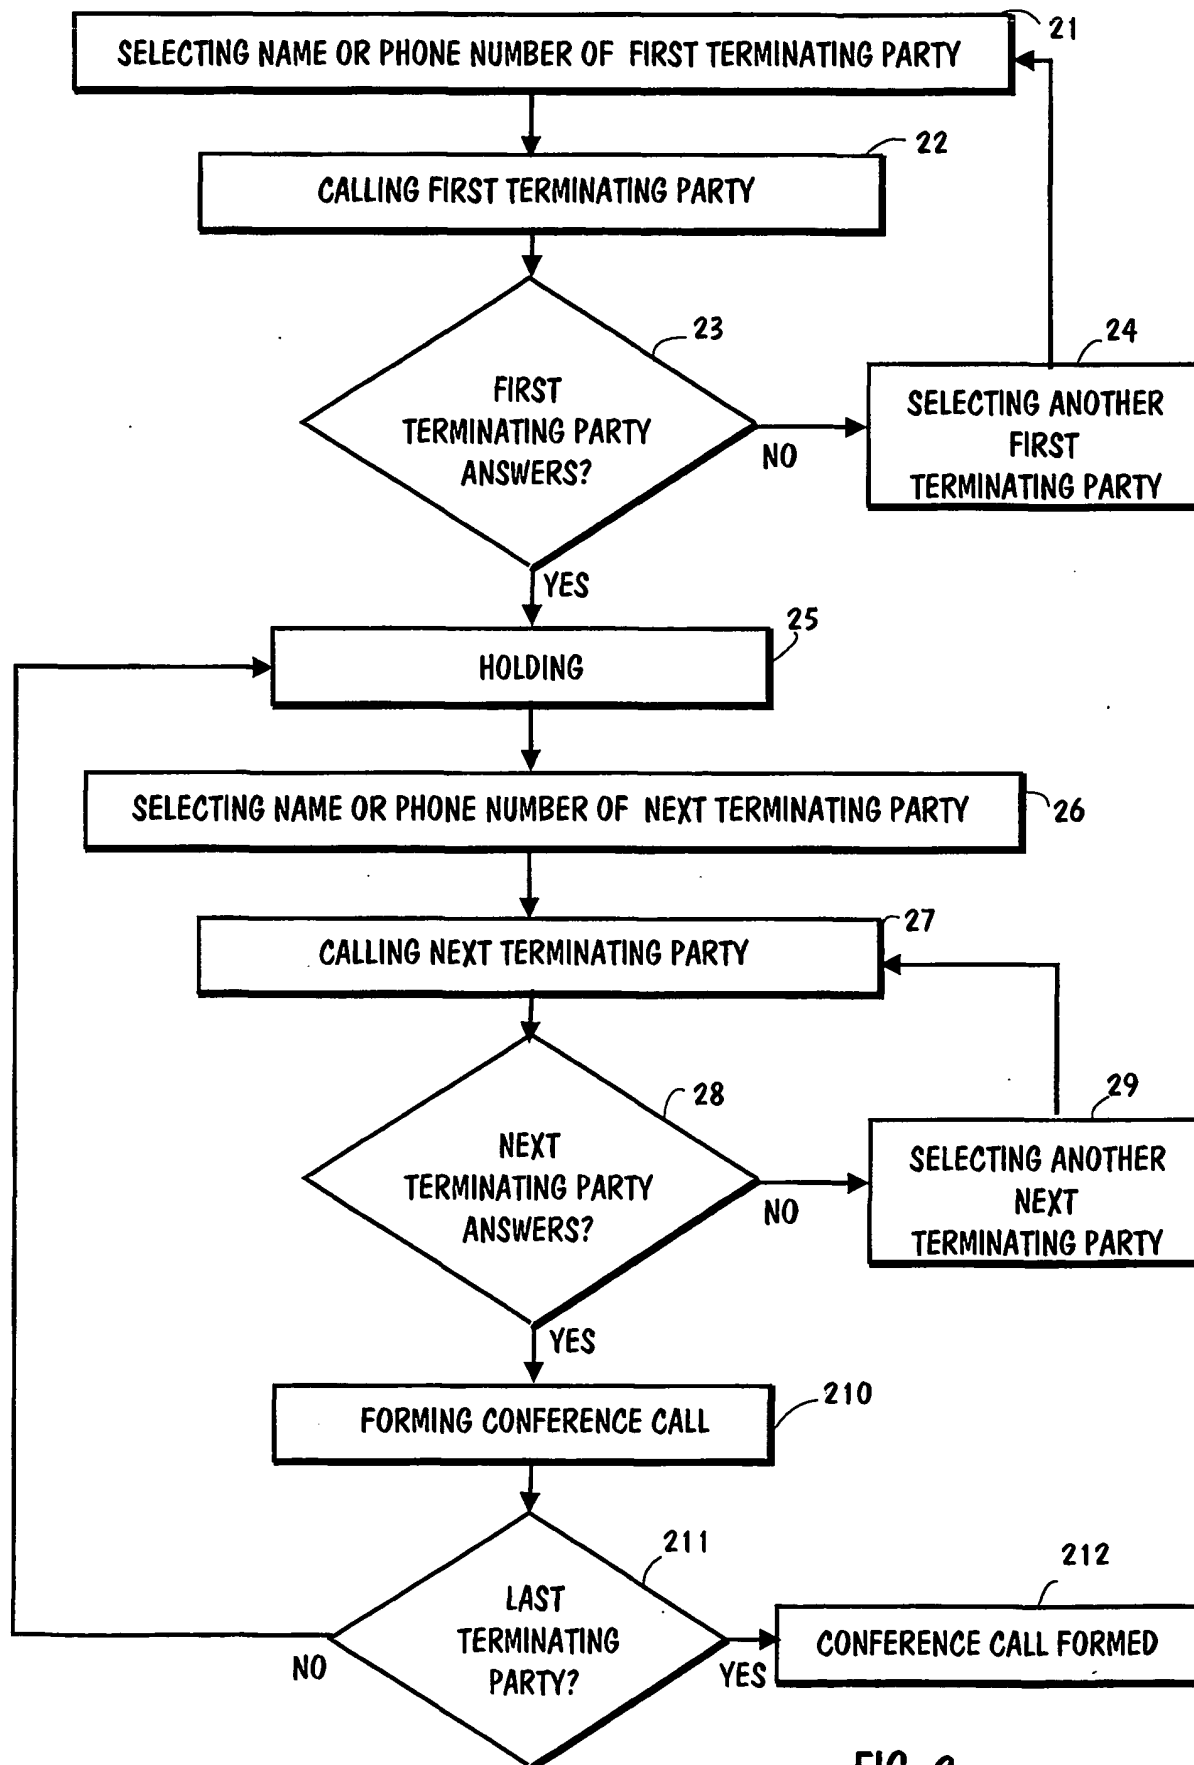 21
SELECTING NAME OR PHONE NUMBER OF FIRST TERMINATING PARTY
22
CALLING FIRST TERMINATING PARTY
23
FIRST
TERMINATING PARTY
ANSWERS?
NO
24
SELECTING ANOTHER
FIRST
TERMINATING PARTY
YES
25
HOLDING
SELECTING NAME OR PHONE NUMBER OF NEXT TERMINATING PARTY
26
27
CALLING NEXT TERMINATING PARTY
28
NEXT
TERMINATING PARTY
ANSWERS?
NO
29
SELECTING ANOTHER
NEXT
TERMINATING PARTY
YES
210
FORMING CONFERENCE CALL
211
LAST
TERMINATING
PARTY?
NO
YES
212
CONFERENCE CALL FORMED
FIG.